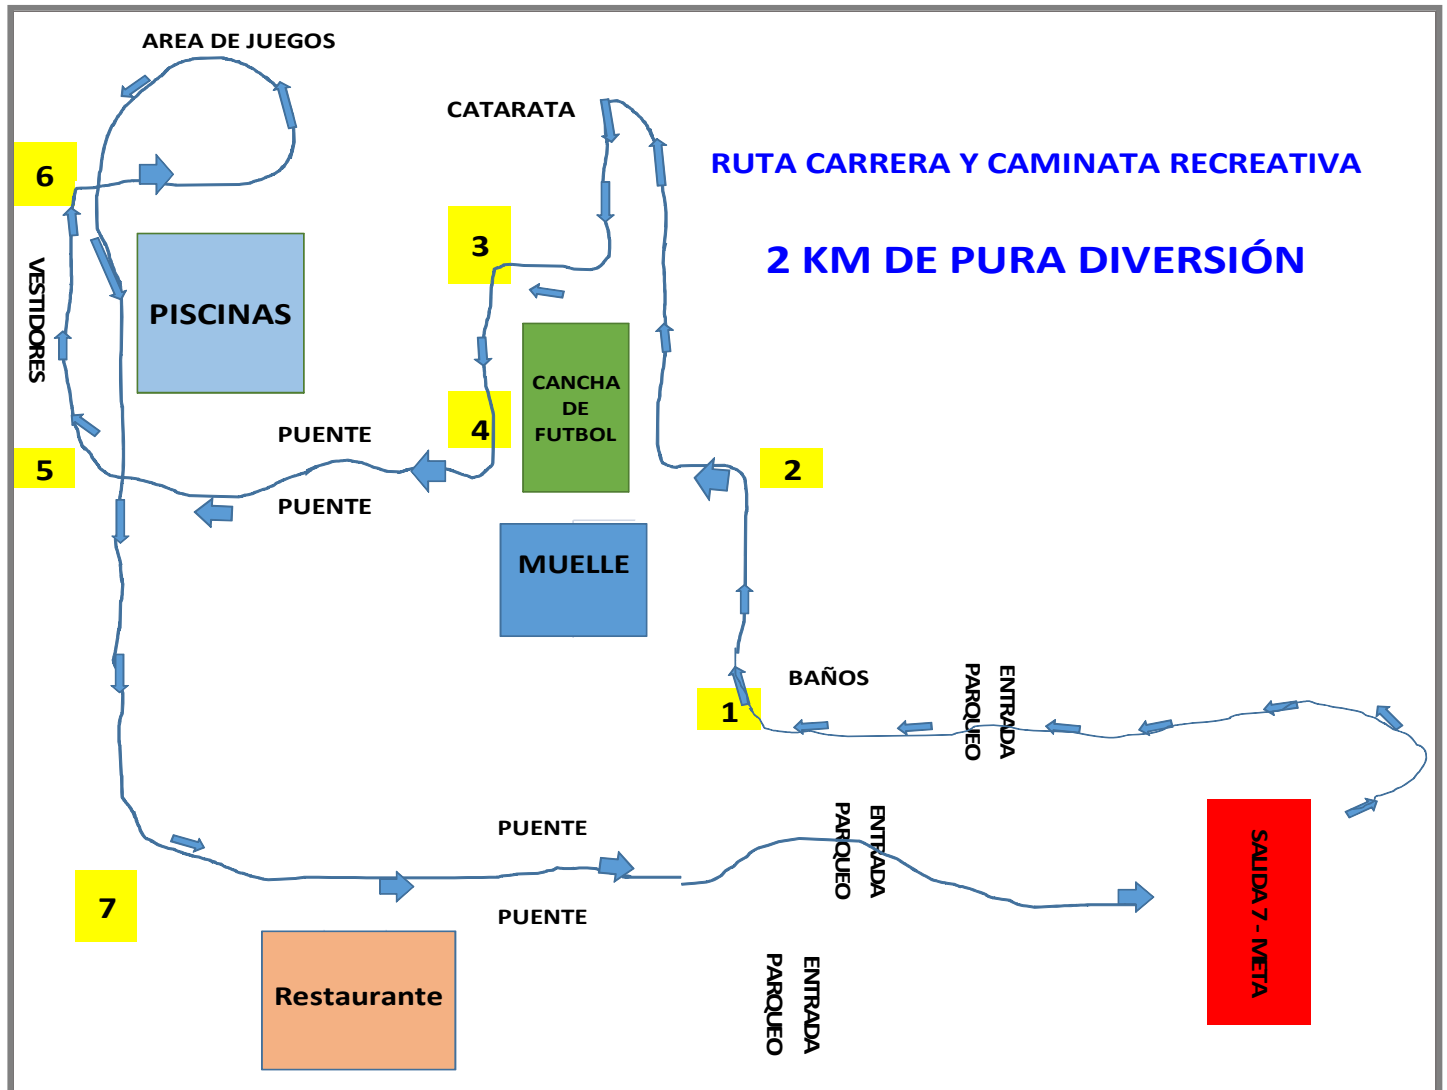 AREA DE JUEGOS
CATARATA
RUTA CARRERA Y CAMINATA RECREATIVA
6
3
2 KM DE PURA DIVERSIÓN
VESTIDORES
PISCINAS
CANCHA
DE
FUTBOL
4
PUENTE
5
2
PUENTE
MUELLE
BAÑOS
ENTRADA
PARQUEO
1
PUENTE
ENTRADA
PARQUEO
SALIDA 7 - META
7
PUENTE
Restaurante
ENTRADA
PARQUEO